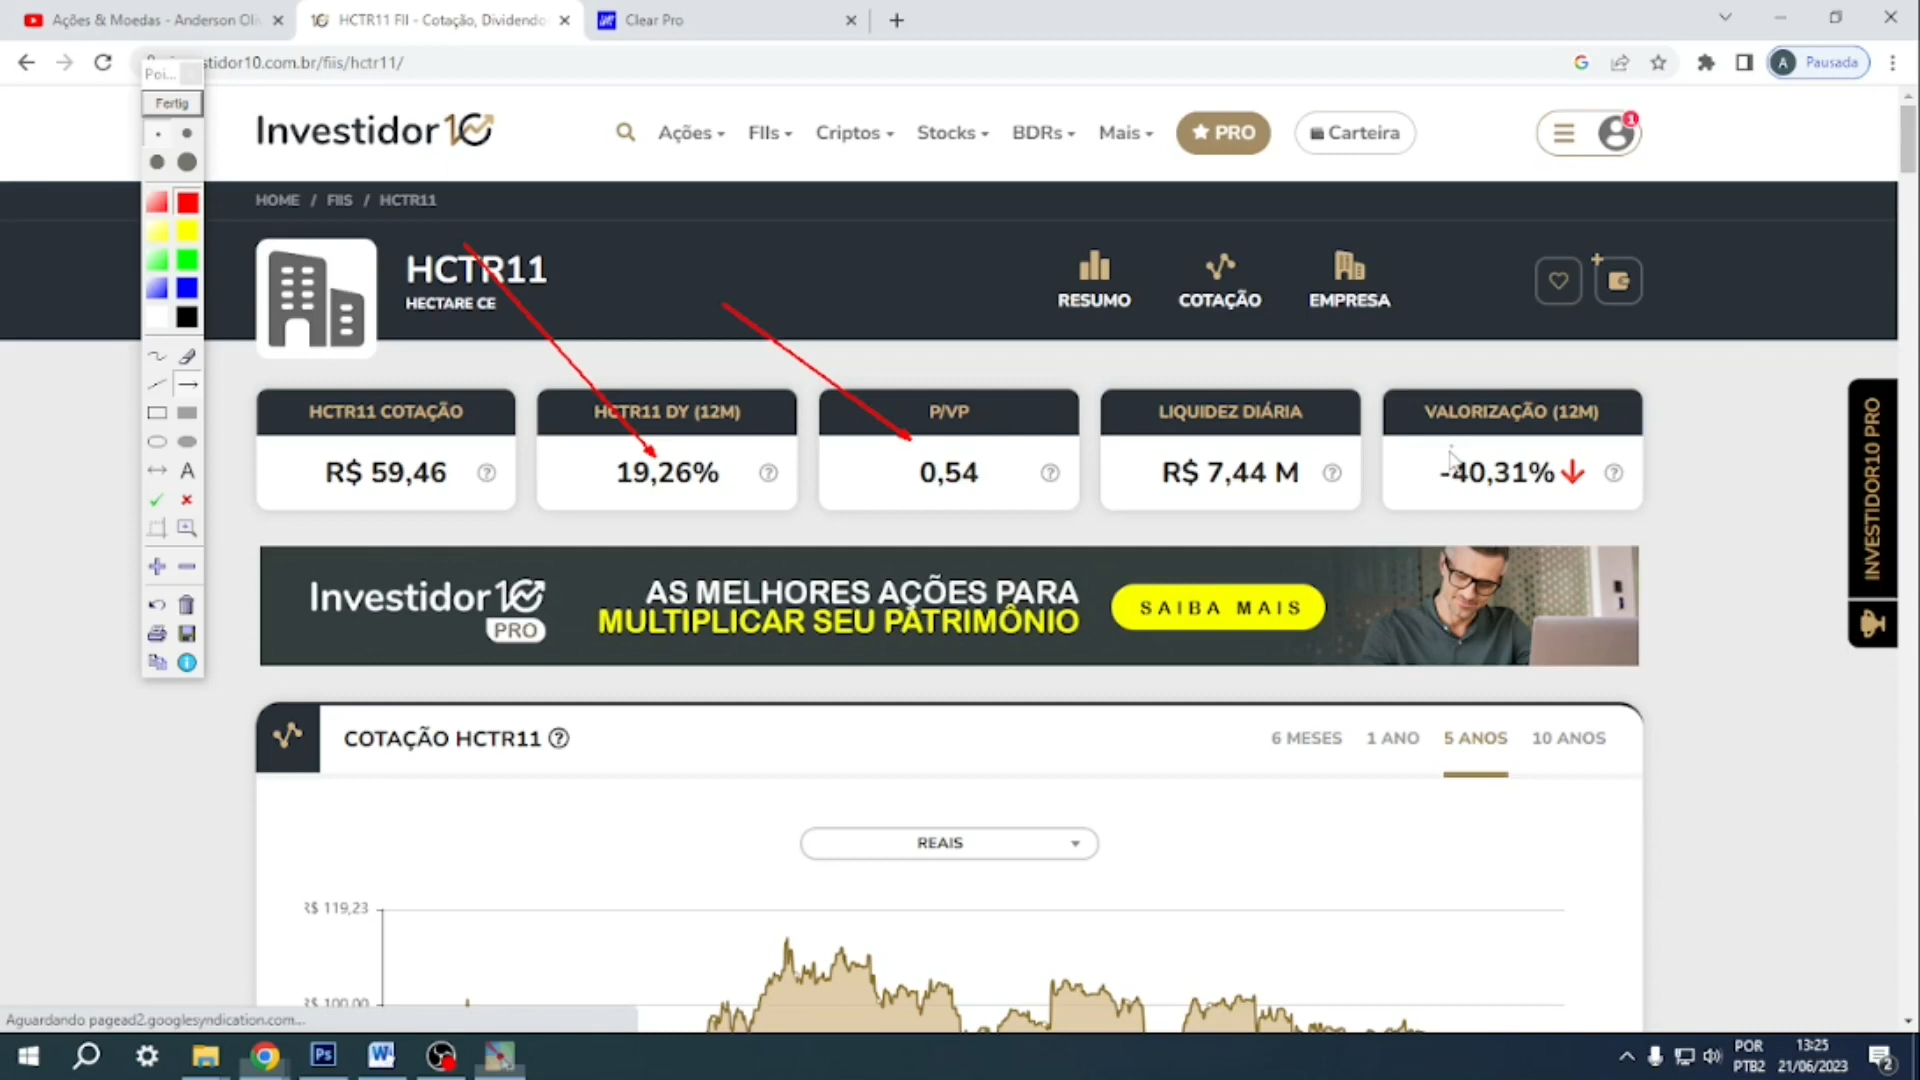 Ações & Moedas - Anderson Oli
HCTR11 FII - Cotação, Dividendo
Clear Pro
stidor10.com.br/fiis/hctr11/
A Pausada
Poi...
Fertig
A
Investidor10
Ações
FIIs
Criptos
Stocks
BDRs
Mais
PRO
Carteira
1
HOME / FIIS / HCTR11
HCTR11
HECTARE CE
RESUMO
COTAÇÃO
EMPRESA
HCTR11 COTAÇÃO
R$ 59,46
HCTR11 DY (12M)
19,26%
P/VP
0,54
LIQUIDEZ DIÁRIA
R$ 7,44 M
VALORIZAÇÃO (12M)
-40,31%
INVESTIDOR10 PRO
Investidor10
PRO
AS MELHORES AÇÕES PARA
MULTIPLICAR SEU PATRIMÔNIO
SAIBA MAIS
COTAÇÃO HCTR11
6 MESES
1 ANO
5 ANOS
10 ANOS
REAIS
R$ 119,23
R$ 100,00
Aguardando pagead2.googlesyndication.com...
Ps
W
POR
PTB2
13:25
21/06/2023
2